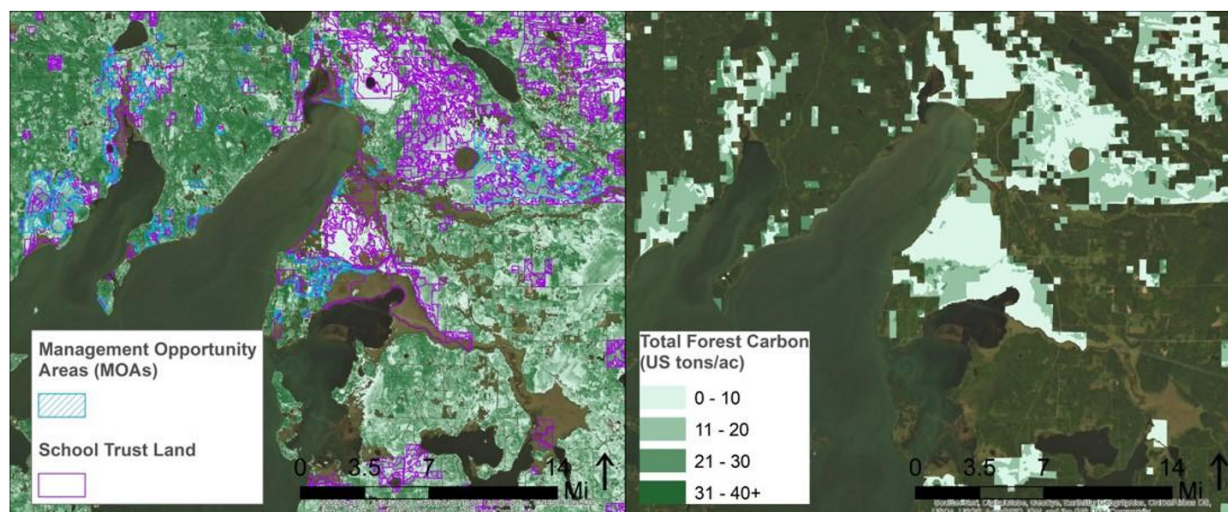 Management Opportunity
Areas (MOAs)
School Trust Land
0 3.5 7 14
Mi
Total Forest Carbon
(US tons/ac)
0 - 10
11 - 20
21 - 30
31 - 40+
0 3.5 7 14
Mi